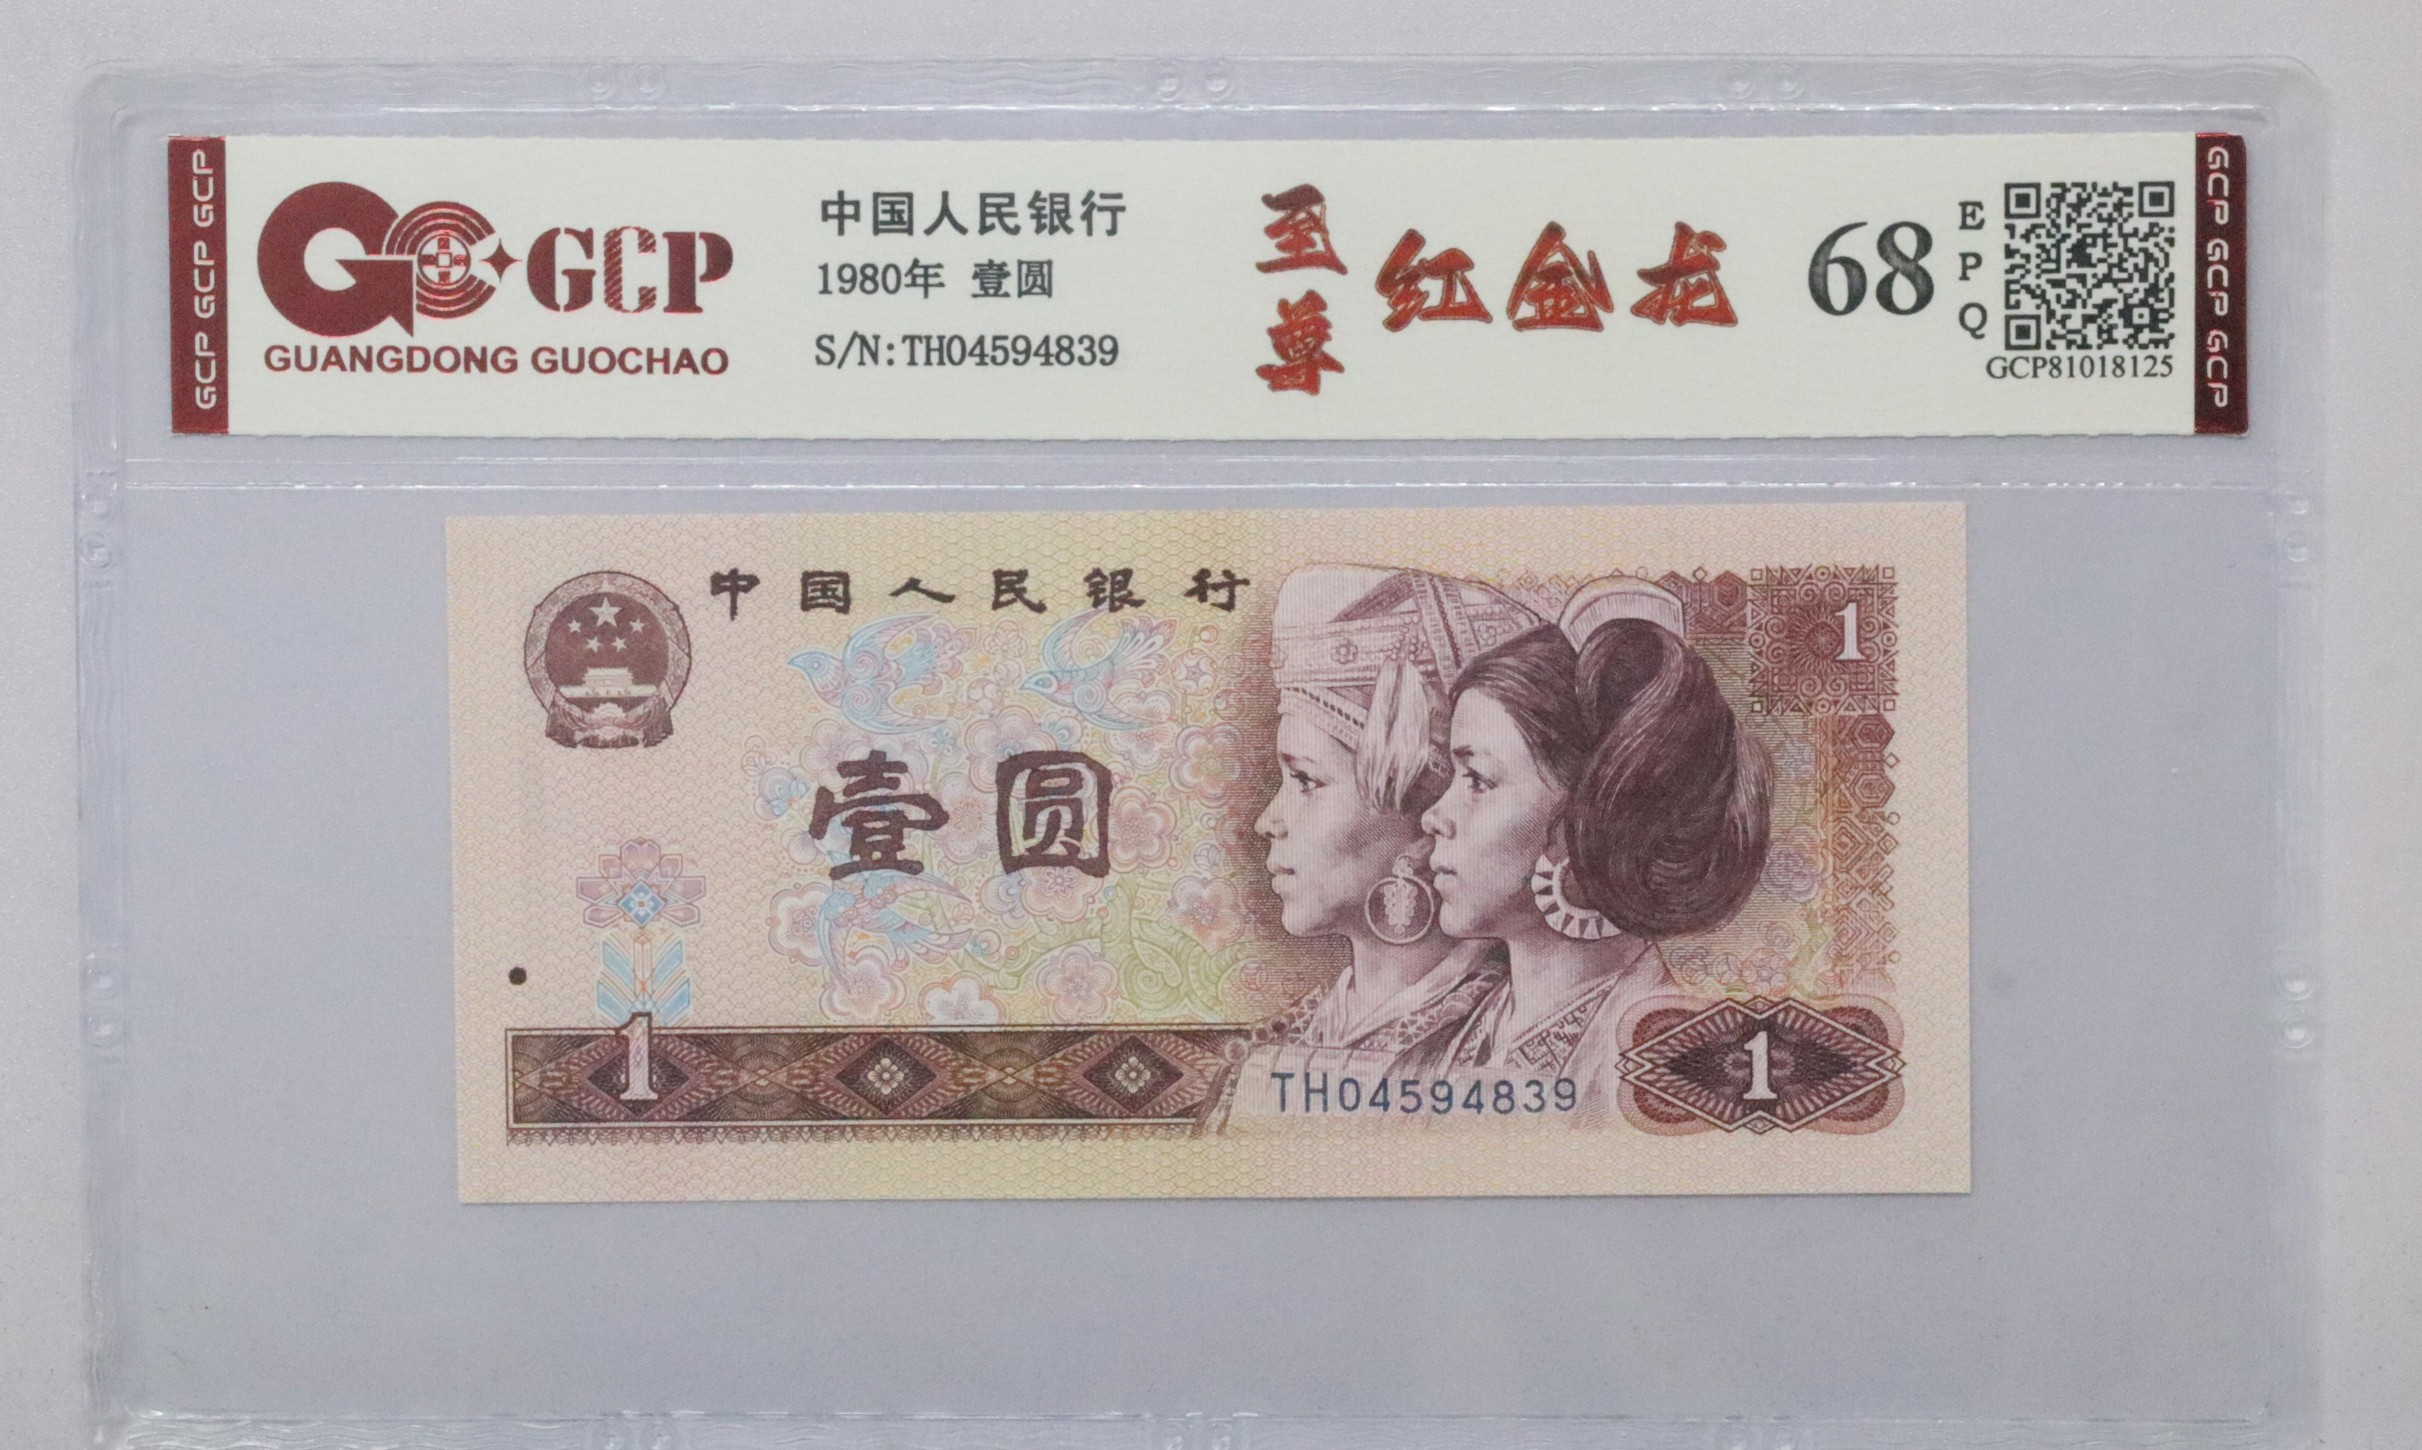 GCP GCP GCP
GCP
GUANGDONG GUOCHAO
中国人民银行
1980年 壹圆
S/N:TH04594839
至尊
红金龙
68
EPQ
GCP81018125
GCP GCP GCP
中国人民银行
1
壹圆
1
TH04594839
1